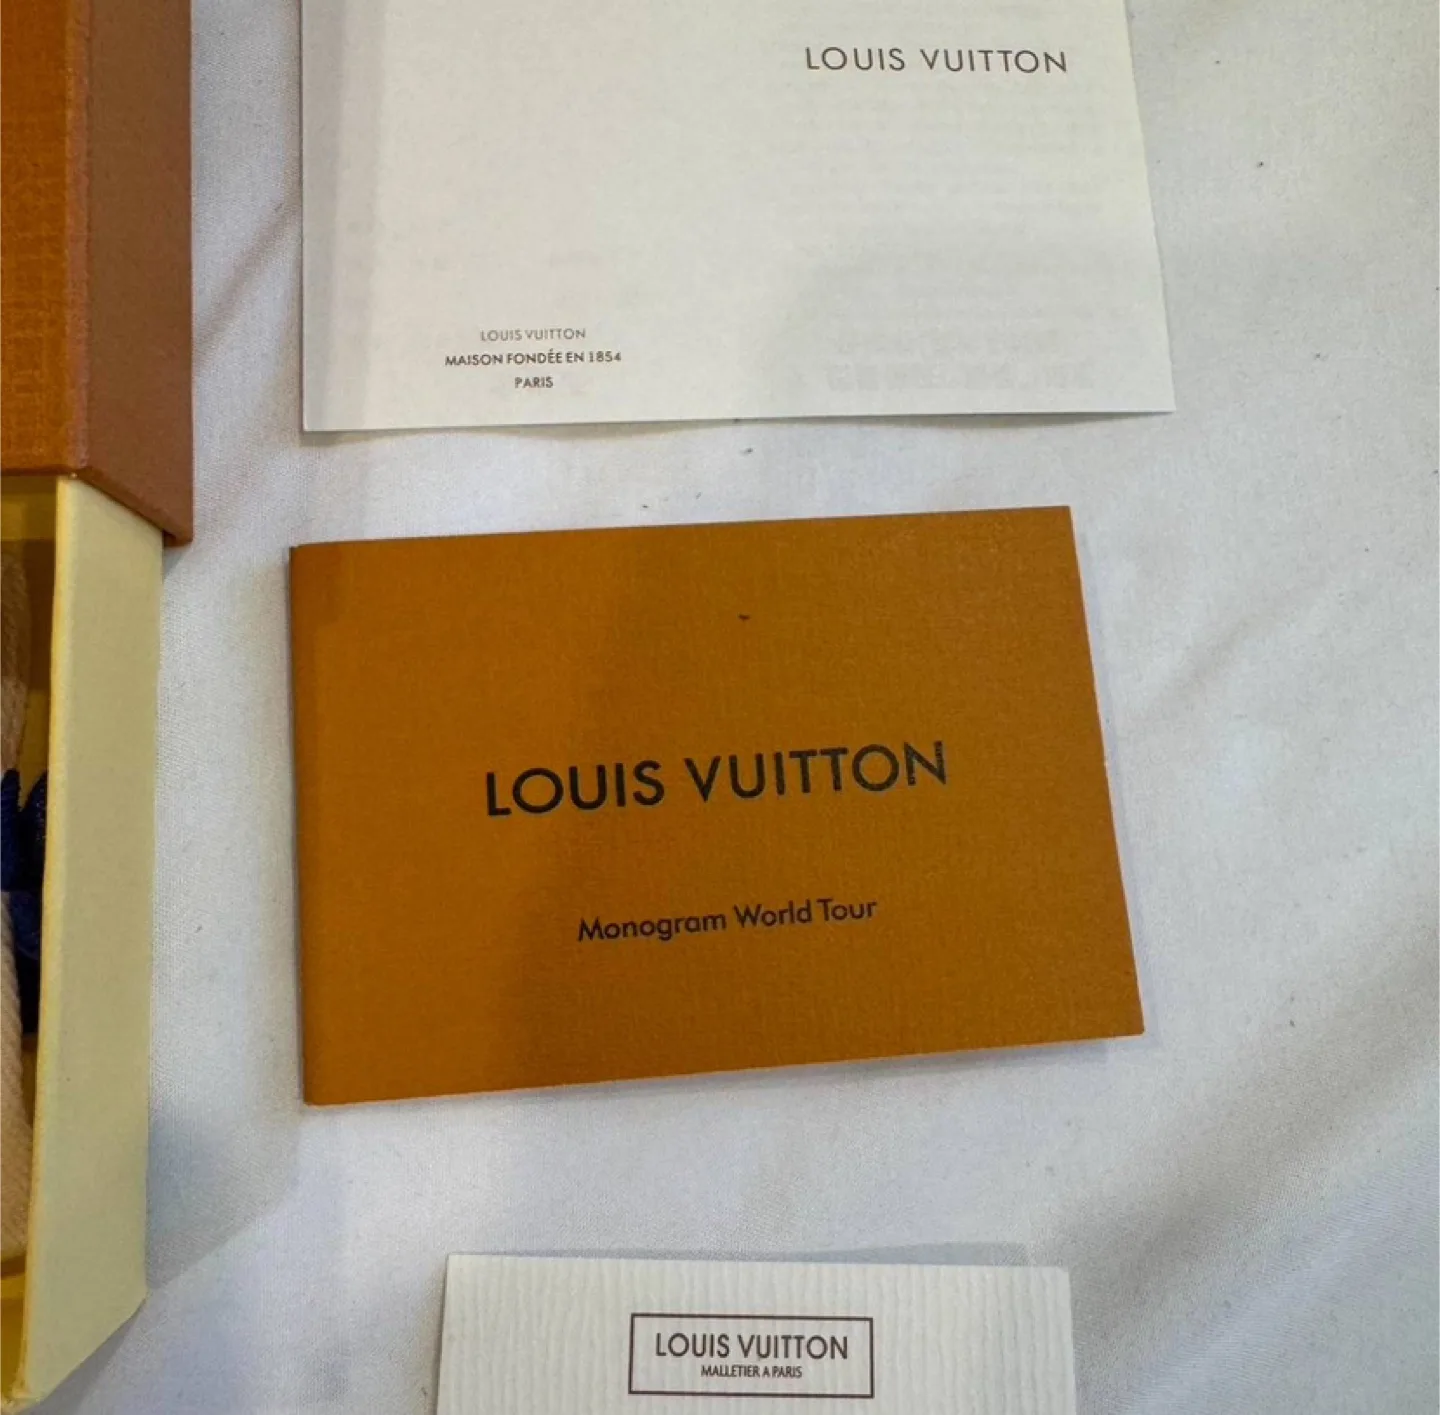 LOUIS VUITTON
LOUIS VUITTON
MAISON FONDÉE EN 1854
PARIS
LOUIS VUITTON
Monogram World Tour
LOUIS VUITTON
MALLETIER A PARIS